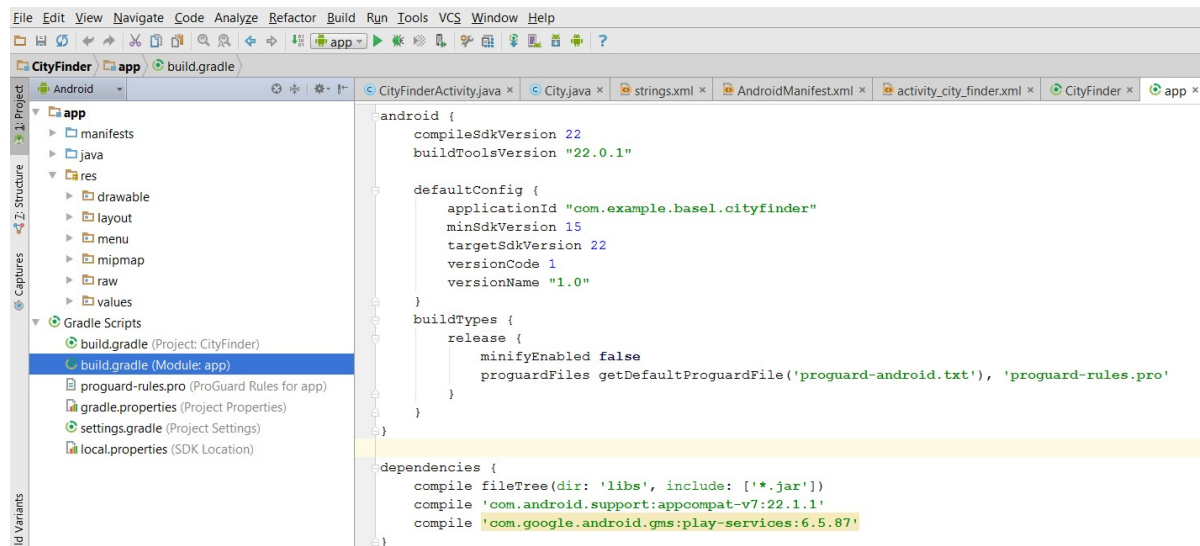 File Edit View Navigate Code Analyze Refactor Build Run Tools VCS Window Help
app
?
CityFinder app build.gradle
1: Project
Android
CityFinderActivity.java × City.java × strings.xml × AndroidManifest.xml × activity_city_finder.xml × CityFinder × app ×
app
manifests
java
res
drawable
layout
menu
mipmap
raw
values
Gradle Scripts
build.gradle (Project: CityFinder)
build.gradle (Module: app)
proguard-rules.pro (ProGuard Rules for app)
gradle.properties (Project Properties)
settings.gradle (Project Settings)
local.properties (SDK Location)
Z: Structure
Captures
ld Variants
android {
compileSdkVersion 22
buildToolsVersion "22.0.1"
defaultConfig {
applicationId "com.example.basel.cityfinder"
minSdkVersion 15
targetSdkVersion 22
versionCode 1
versionName "1.0"
}
buildTypes {
release {
minifyEnabled false
proguardFiles getDefaultProguardFile('proguard-android.txt'), 'proguard-rules.pro'
}
}
}
dependencies {
compile fileTree(dir: 'libs', include: ['*.jar'])
compile 'com.android.support:appcompat-v7:22.1.1'
compile 'com.google.android.gms:play-services:6.5.87'
}